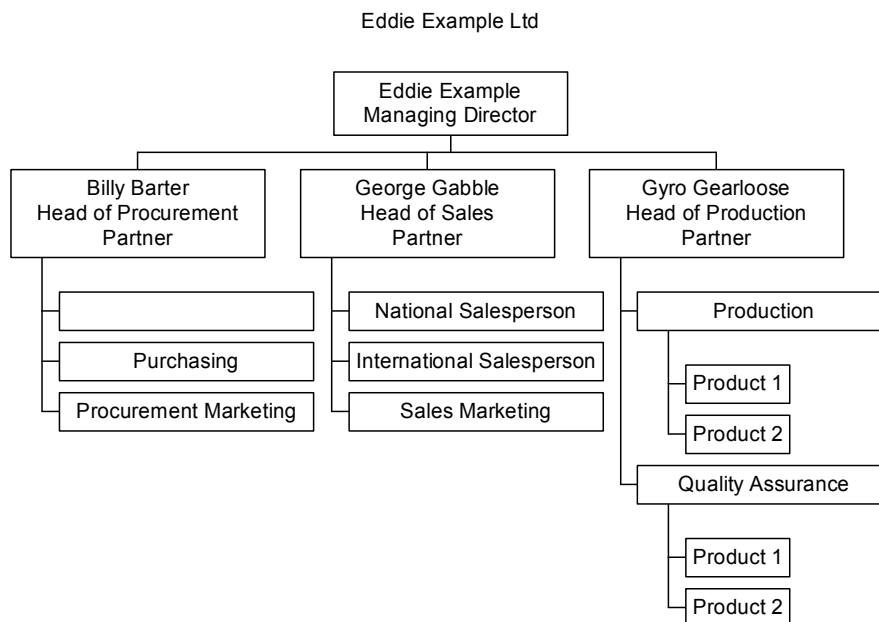 Eddie Example Ltd
Eddie Example
Managing Director
Billy Barter
Head of Procurement
Partner
George Gabble
Head of Sales
Partner
Gyro Gearloose
Head of Production
Partner
Purchasing
Procurement Marketing
National Salesperson
International Salesperson
Sales Marketing
Production
Product 1
Product 2
Quality Assurance
Product 1
Product 2